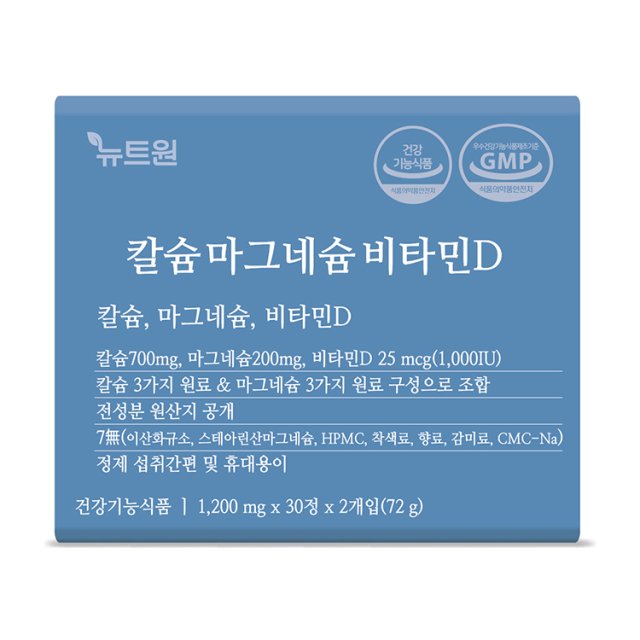 뉴트원
건강
기능식품
식품의약품안전처
우수건강기능식품제조기준
GMP
식품의약품안전처
칼슘 마그네슘 비타민D
칼슘, 마그네슘, 비타민D
칼슘700mg, 마그네슘200mg, 비타민D 25 mcg(1,000IU)
칼슘 3가지 원료 & 마그네슘 3가지 원료 구성으로 조합
전성분 원산지 공개
7無(이산화규소, 스테아린산마그네슘, HPMC, 착색료, 향료, 감미료, CMC-Na)
정제 섭취간편 및 휴대용이
건강기능식품 | 1,200 mg x 30정 x 2개입(72 g)